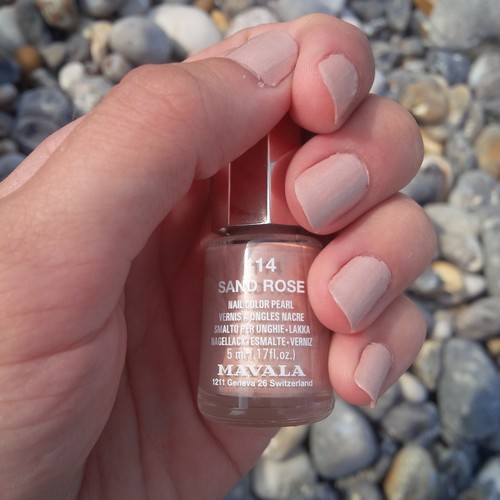 14
SAND ROSE
NAIL COLOR PEARL
VERNIS A ONGLES NACRE
SMALTO PER UNGHIE•LAKKA
NAGELLACK•ESMALTE•VERNIZ
5 ml (.17fl.oz.)
MAVALA
1211 Geneva 26 Switzerland